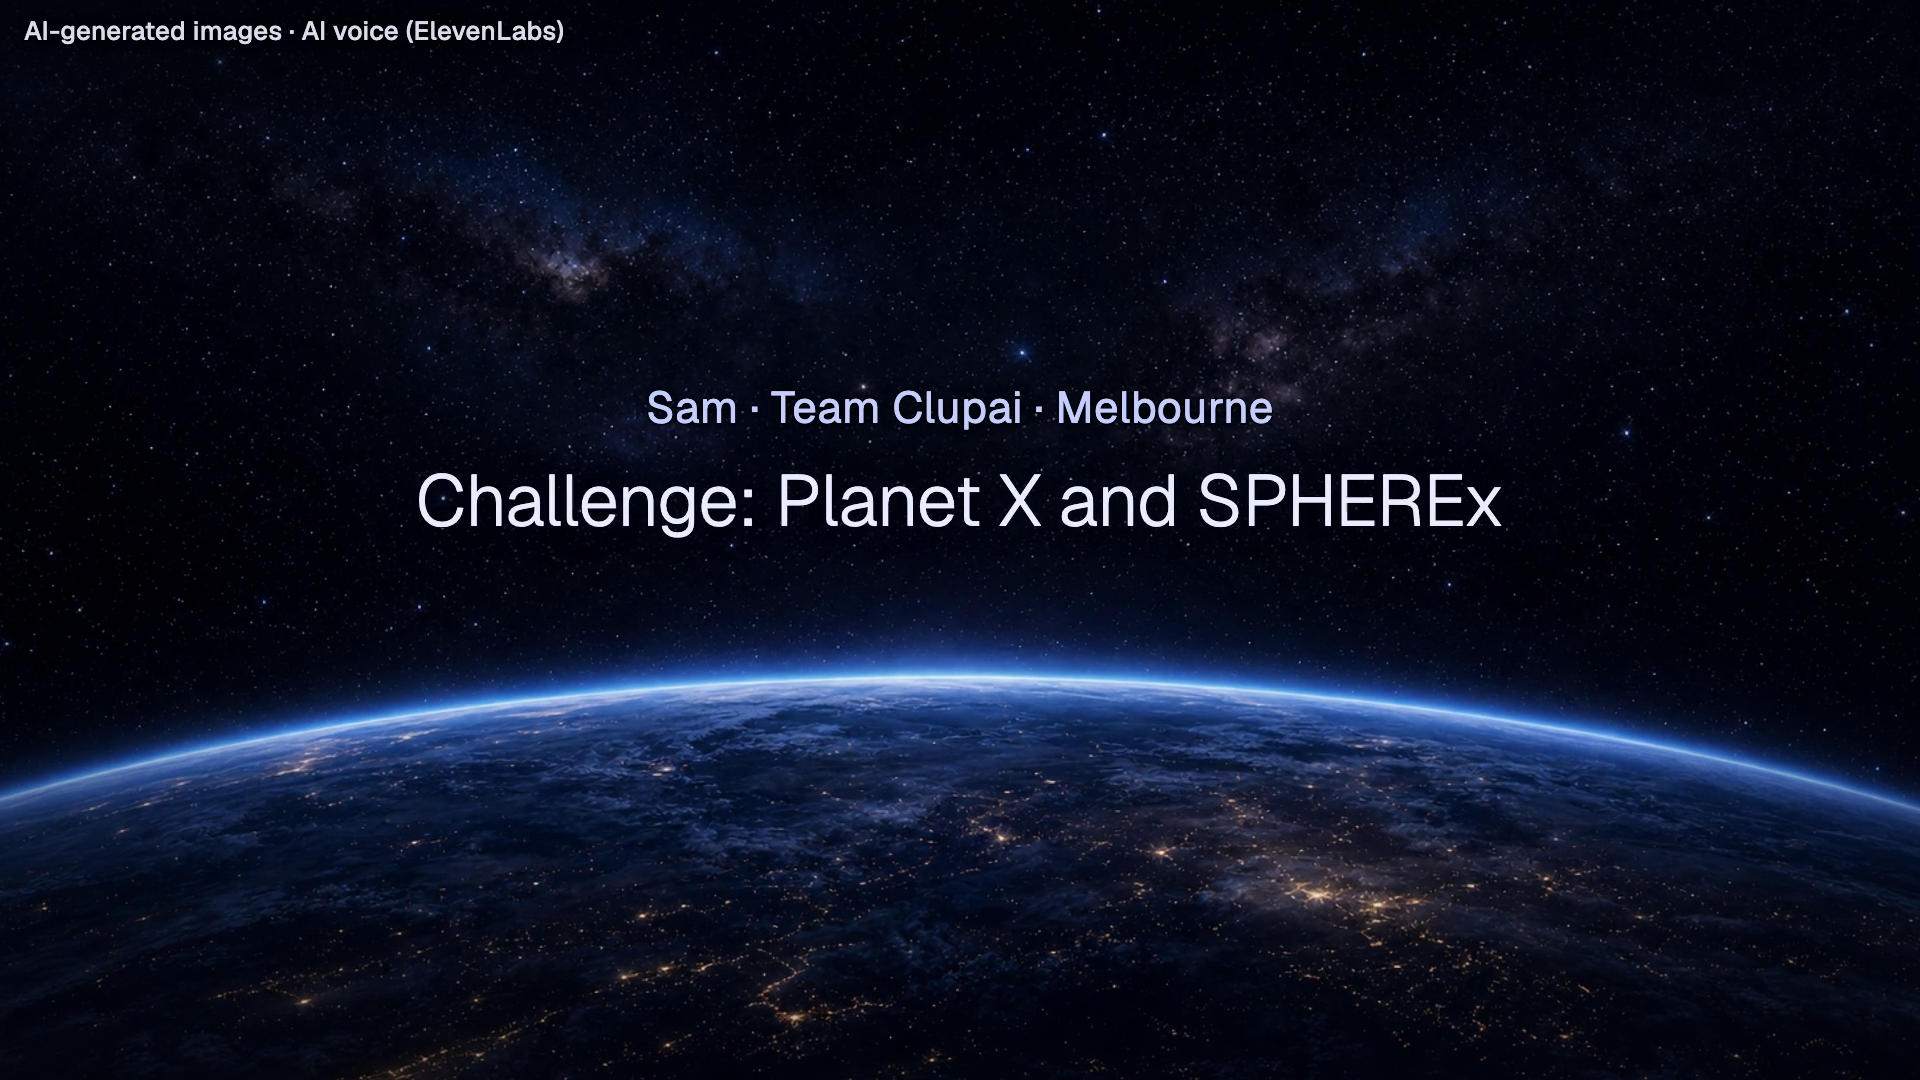 AI-generated images · AI voice (ElevenLabs)
Sam · Team Clupai · Melbourne
Challenge: Planet X and SPHEREx